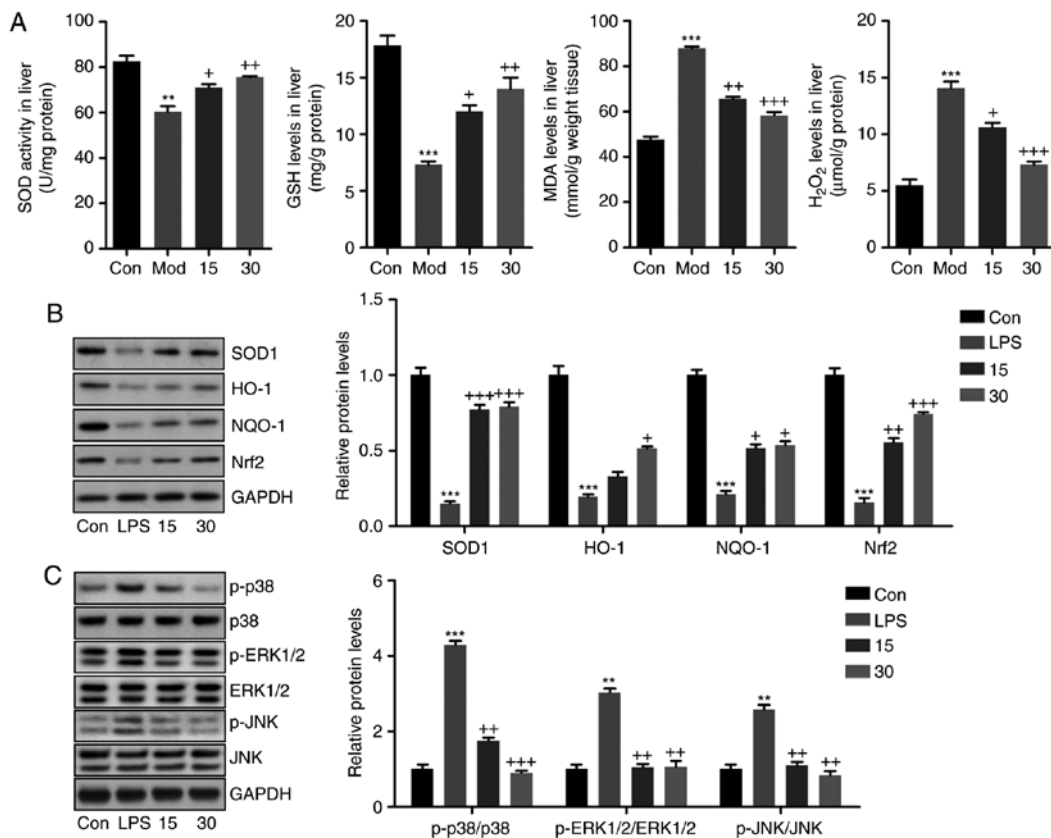 A
SOD activity in liver
(U/mg protein)
100
80
60
40
20
0
**
+
++
Con Mod 15 30
GSH levels in liver
(mg/g protein)
20
15
10
5
0
***
+
++
Con Mod 15 30
MDA levels in liver
(mmol/g weight tissue)
100
80
60
40
20
0
***
++
+++
Con Mod 15 30
H₂O₂ levels in liver
(µmol/g protein)
20
15
10
5
0
***
+
+++
Con Mod 15 30
B
SOD1
HO-1
NQO-1
Nrf2
GAPDH
Con LPS 15 30
Relative protein levels
1.5
1.0
0.5
0.0
*** +++ +++
*** +
*** + +
*** ++ +++
SOD1 HO-1 NQO-1 Nrf2
Con
LPS
15
30
C
p-p38
p38
p-ERK1/2
ERK1/2
p-JNK
JNK
GAPDH
Con LPS 15 30
Relative protein levels
6
4
2
0
*** ++ +++
** ++ ++
** ++ ++
p-p38/p38 p-ERK1/2/ERK1/2 p-JNK/JNK
Con
LPS
15
30